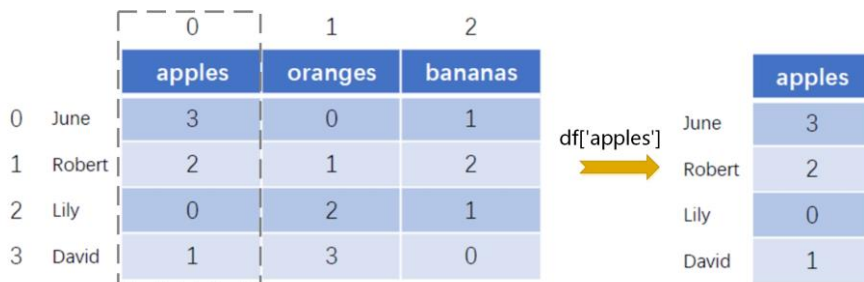 0 1 2
apples oranges bananas apples
0 June 3 0 1 June 3
df['apples']
1 Robert 2 1 2 Robert 2
2 Lily 0 2 1 Lily 0
3 David 1 3 0 David 1